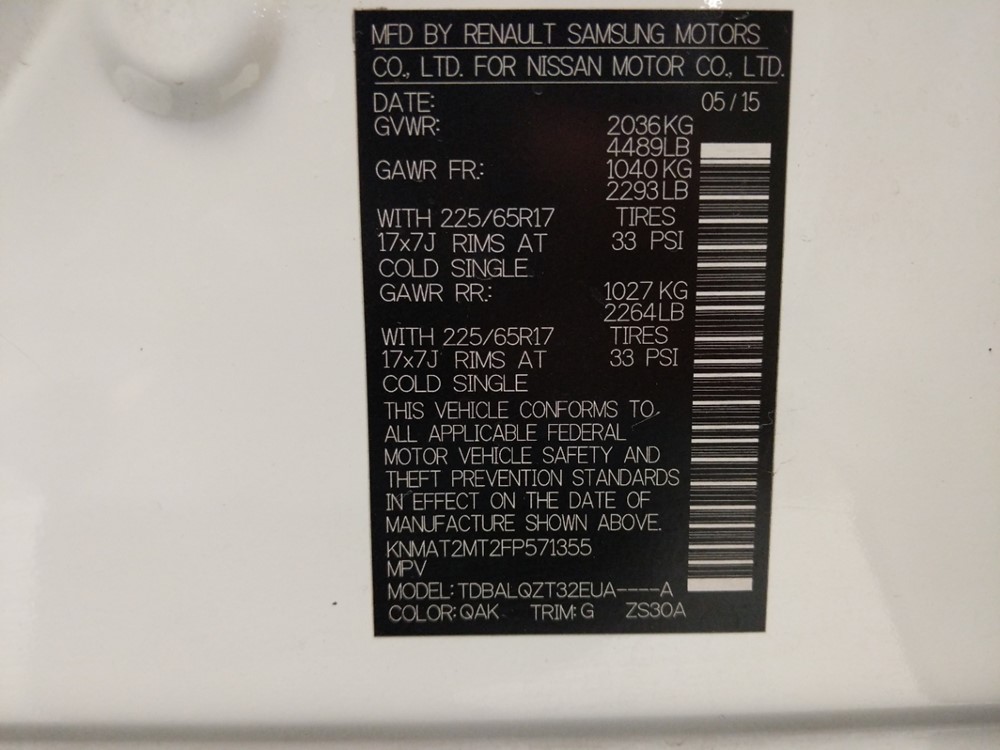 MFD BY RENAULT SAMSUNG MOTORS
CO., LTD. FOR NISSAN MOTOR CO., LTD.
DATE: 05/15
GVWR: 2036KG
4489LB
GAWR FR.: 1040KG
2293LB
WITH 225/65R17 TIRES
17x7J RIMS AT 33 PSI
COLD SINGLE
GAWR RR.: 1027 KG
2264LB
WITH 225/65R17 TIRES
17x7J RIMS AT 33 PSI
COLD SINGLE
THIS VEHICLE CONFORMS TO
ALL APPLICABLE FEDERAL
MOTOR VEHICLE SAFETY AND
THEFT PREVENTION STANDARDS
IN EFFECT ON THE DATE OF
MANUFACTURE SHOWN ABOVE.
KNMAT2MT2FP571355
MPV
MODEL: TDBALQZT32EUA----A
COLOR: QAK TRIM: G ZS30A